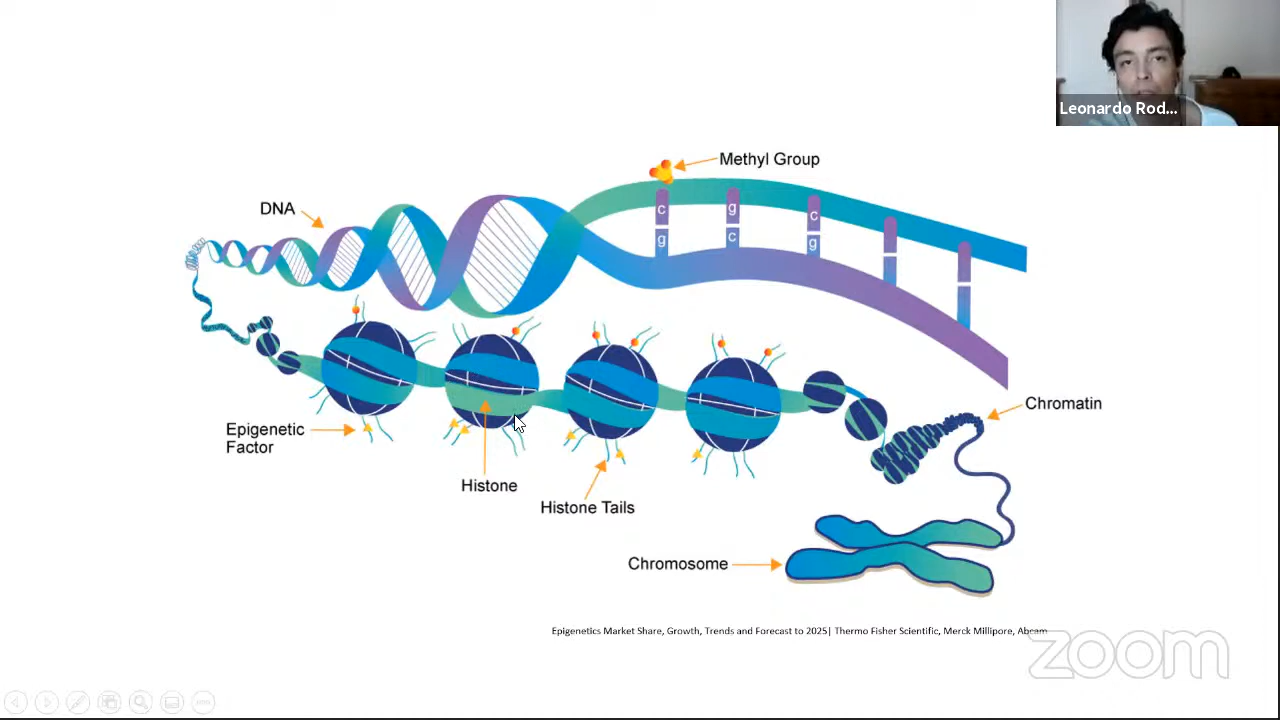 Leonardo Rod...
Methyl Group
DNA
c
g
c
g
c
g
Chromatin
Epigenetic
Factor
Histone
Histone Tails
Chromosome
Epigenetics Market Share, Growth, Trends and Forecast to 2025| Thermo Fisher Scientific, Merck Millipore, Abcam
zoom